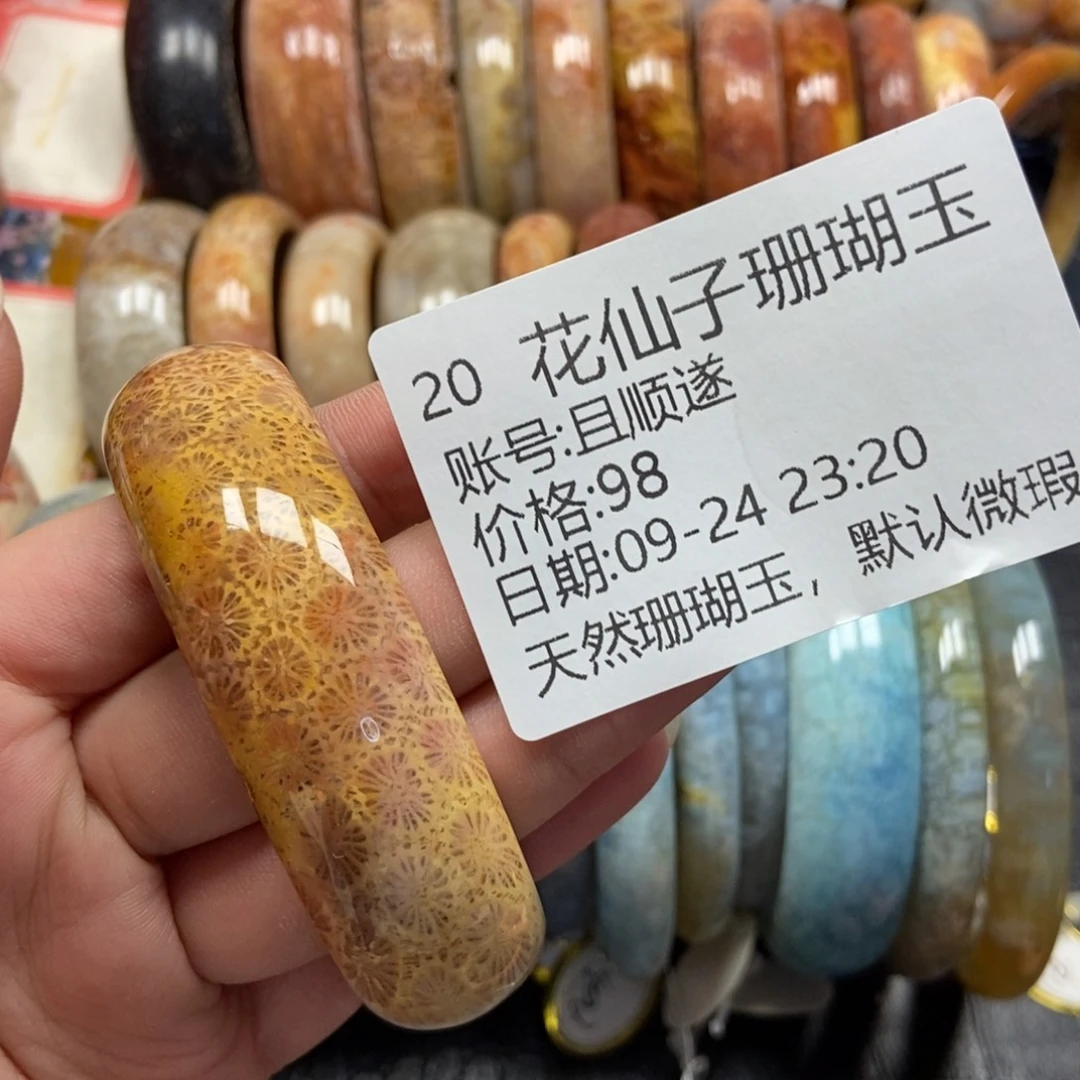 20 花仙子珊瑚玉
账号:且顺遂
价格:98
日期:09-24 23:20
天然珊瑚玉，默认微瑕